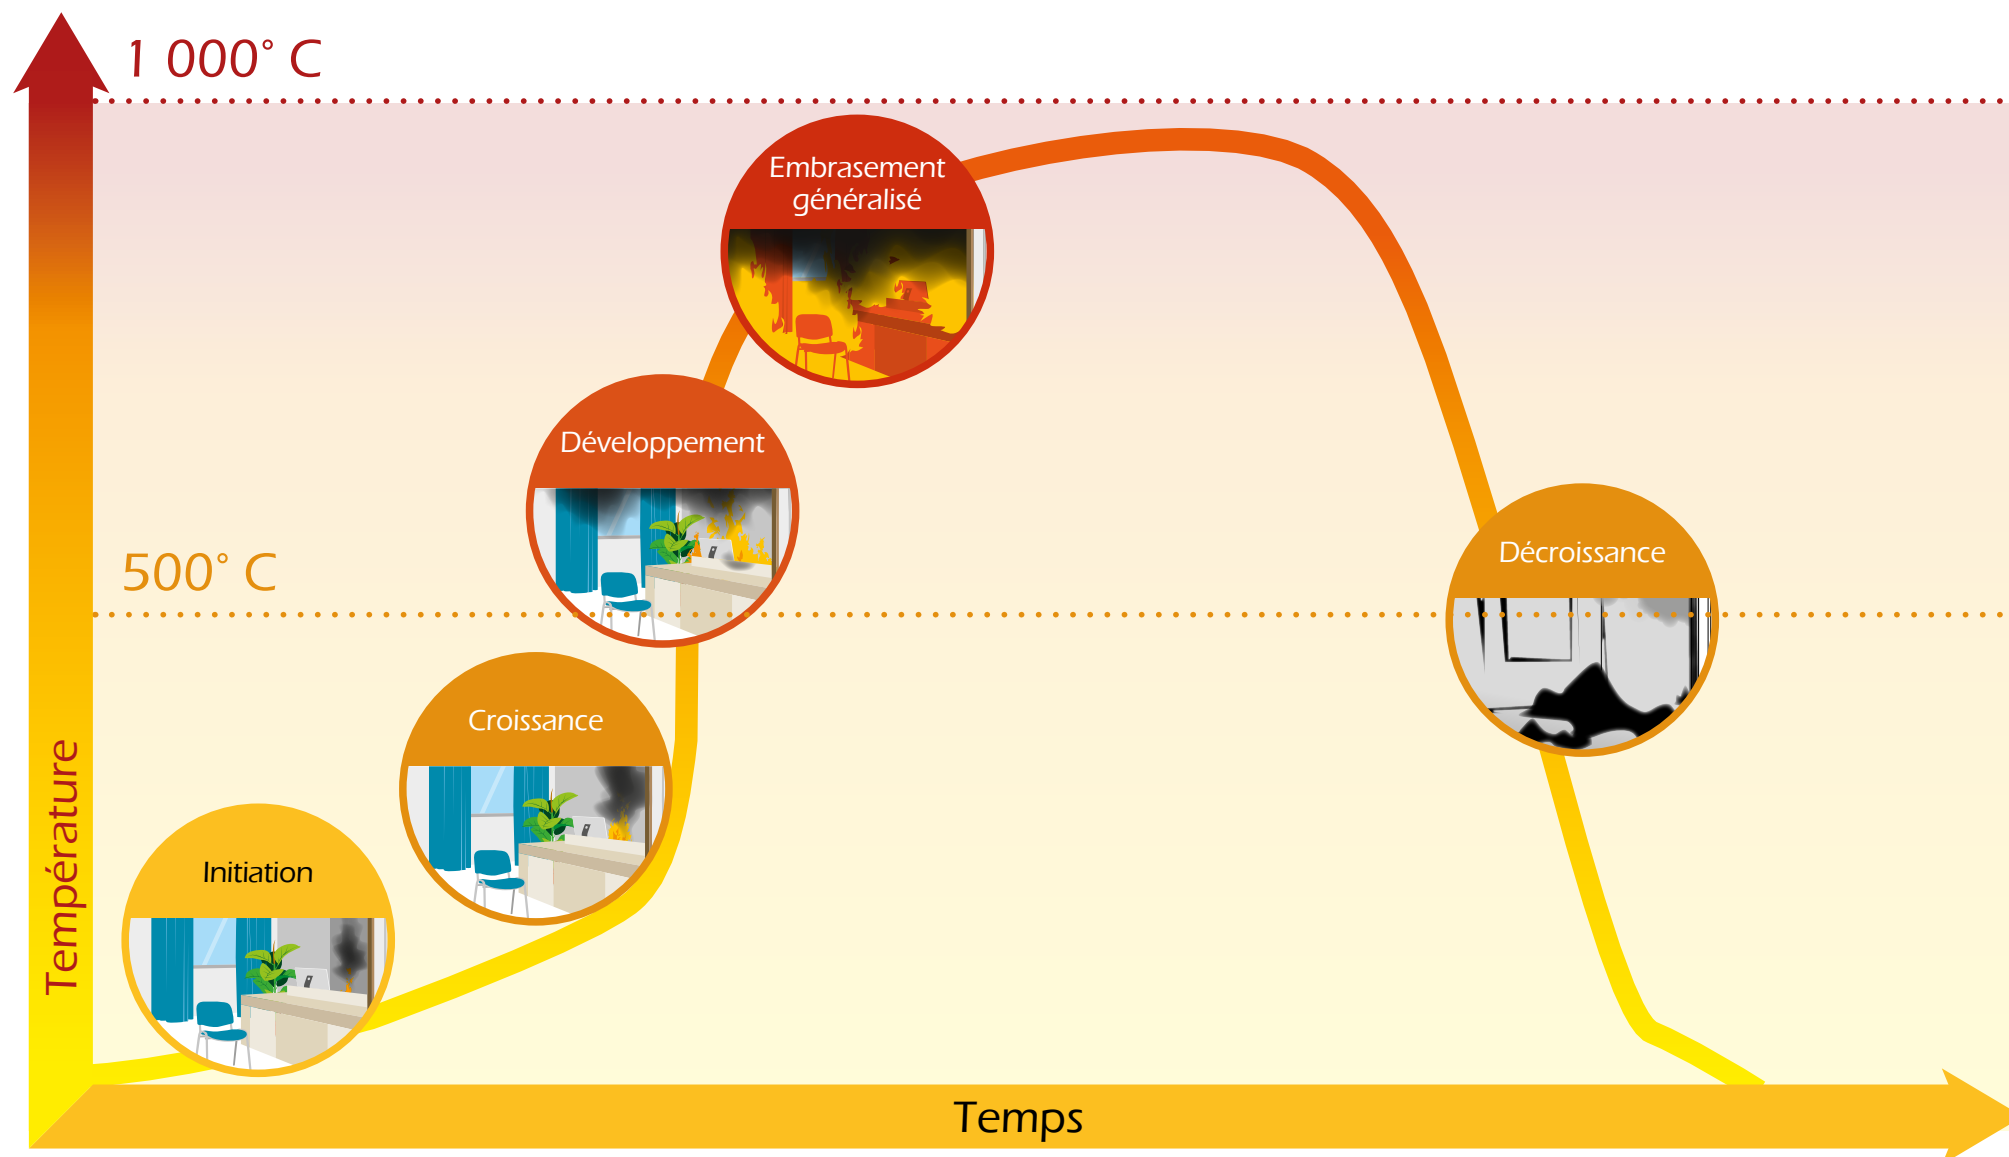 1 000° C
Embrasement
généralisé
Développement
500° C
Décroissance
Croissance
Initiation
Température
Temps